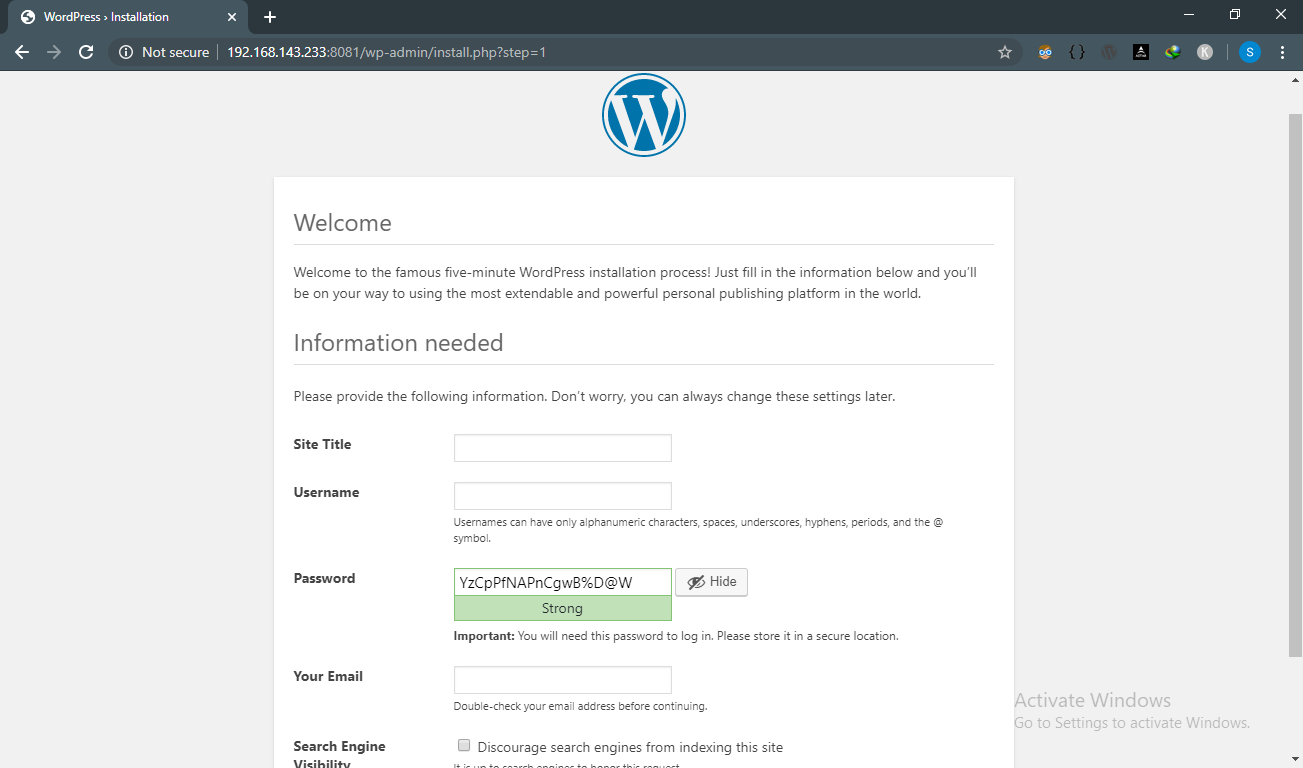 WordPress › Installation
Not secure
192.168.143.233:8081/wp-admin/install.php?step=1
S
Welcome
Welcome to the famous five-minute WordPress installation process! Just fill in the information below and you’ll
be on your way to using the most extendable and powerful personal publishing platform in the world.
Information needed
Please provide the following information. Don’t worry, you can always change these settings later.
Site Title
Username
Usernames can have only alphanumeric characters, spaces, underscores, hyphens, periods, and the @
symbol.
Password
YzCpPfNAPnCgwB%D@W
Hide
Strong
Important: You will need this password to log in. Please store it in a secure location.
Your Email
Double-check your email address before continuing.
Search Engine
Visibility
Discourage search engines from indexing this site
It is up to search engines to honor this request.
Activate Windows
Go to Settings to activate Windows.